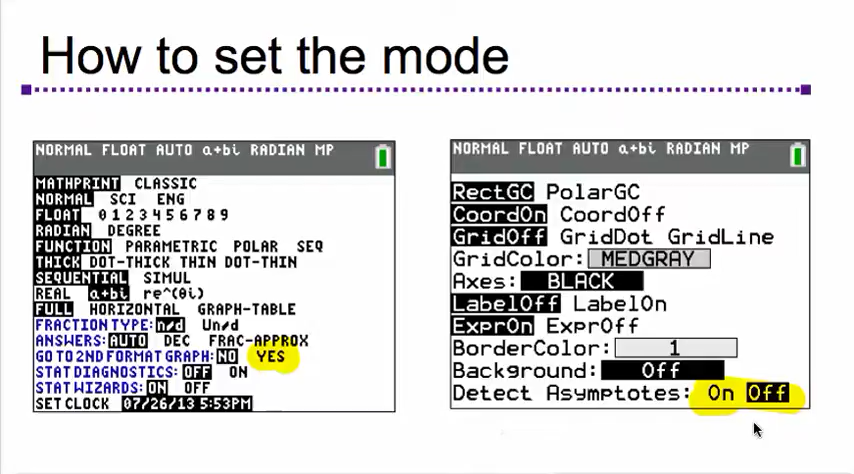 How to set the mode
NORMAL FLOAT AUTO a+bi RADIAN MP
MATHPRINT CLASSIC
NORMAL SCI ENG
FLOAT 0 1 2 3 4 5 6 7 8 9
RADIAN DEGREE
FUNCTION PARAMETRIC POLAR SEQ
THICK DOT-THICK THIN DOT-THIN
SEQUENTIAL SIMUL
REAL a+bi re^(θi)
FULL HORIZONTAL GRAPH-TABLE
FRACTION TYPE: n/d Un/d
ANSWERS: AUTO DEC FRAC-APPROX
GO TO 2ND FORMAT GRAPH: NO YES
STAT DIAGNOSTICS: OFF ON
STAT WIZARDS: ON OFF
SET CLOCK 07/26/13 5:53PM
NORMAL FLOAT AUTO a+bi RADIAN MP
RectGC PolarGC
CoordOn CoordOff
GridOff GridDot GridLine
GridColor: MEDGRAY
Axes: BLACK
LabelOff LabelOn
ExprOn ExprOff
BorderColor: 1
Background: Off
Detect Asymptotes: On Off